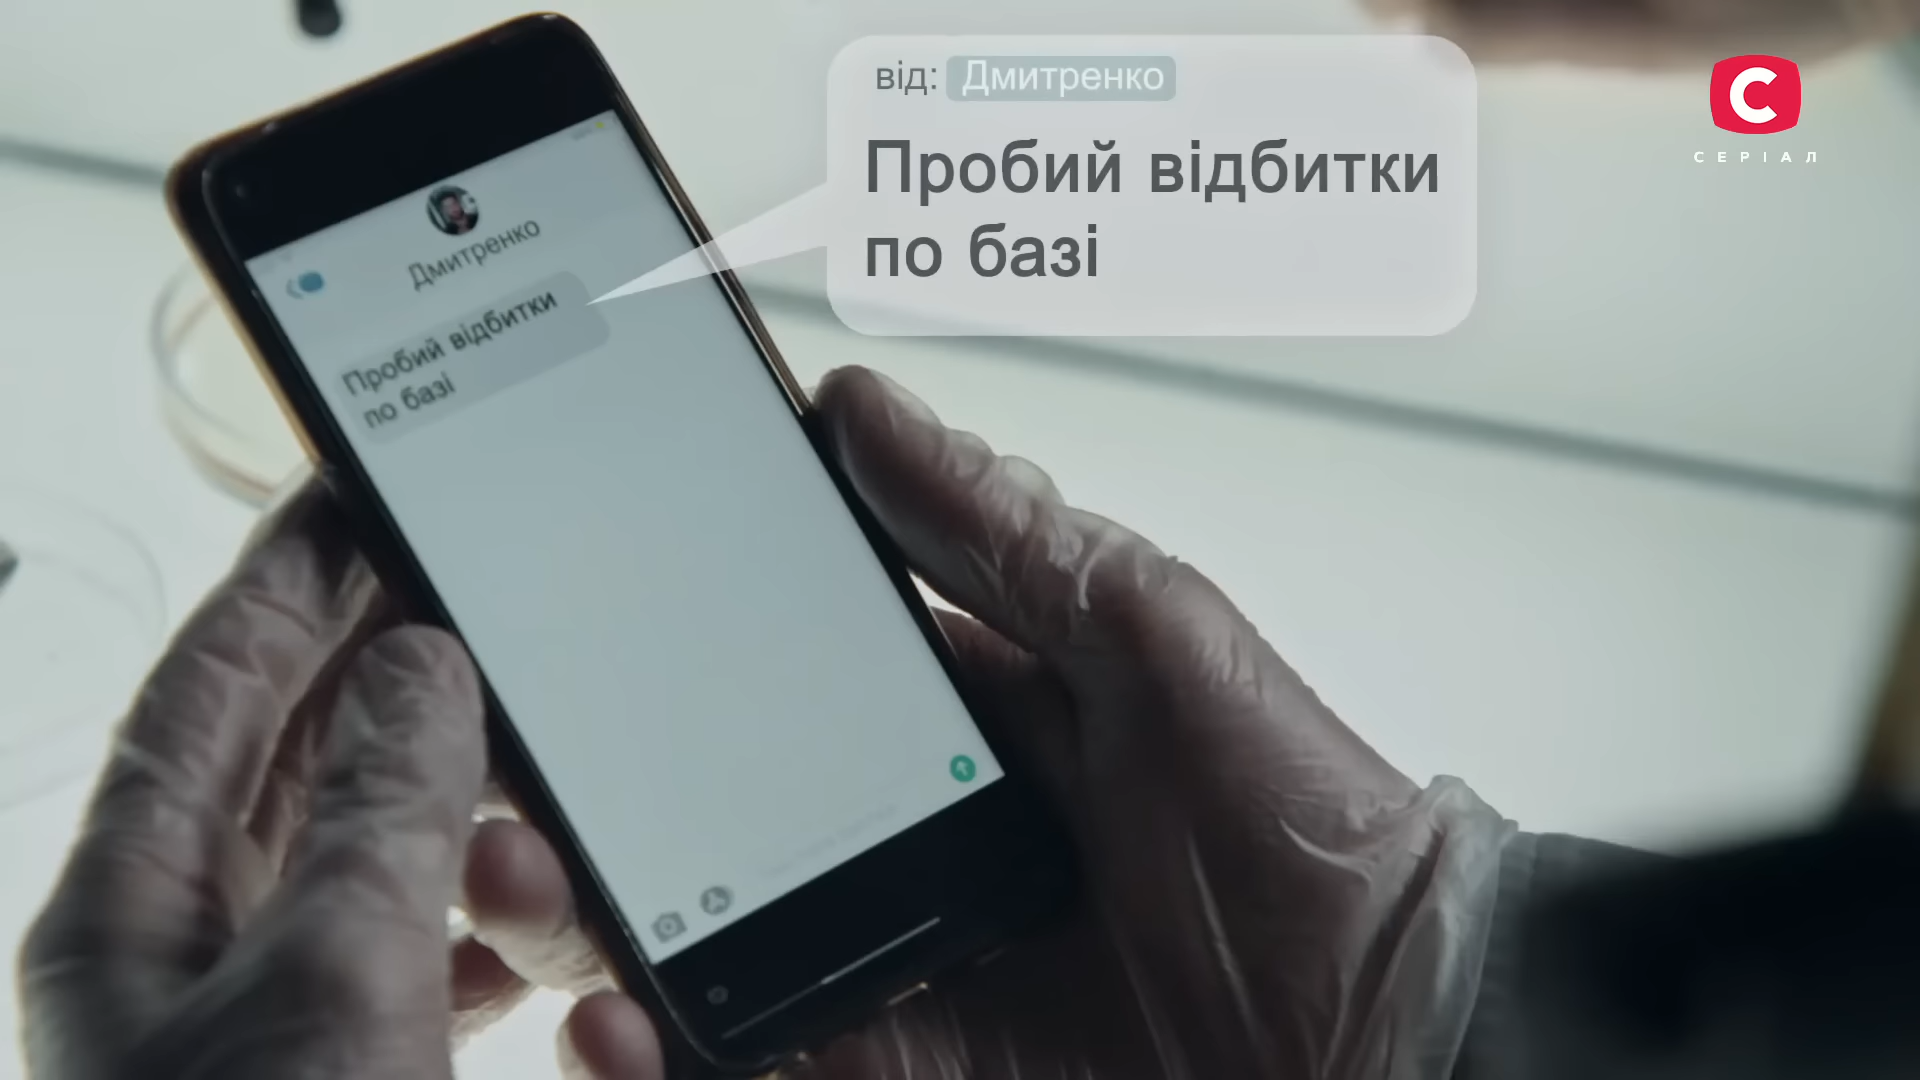 від: Дмитренко
Пробий відбитки
по базі
С
СЕРІАЛ
Дмитренко
Пробий відбитки
по базі